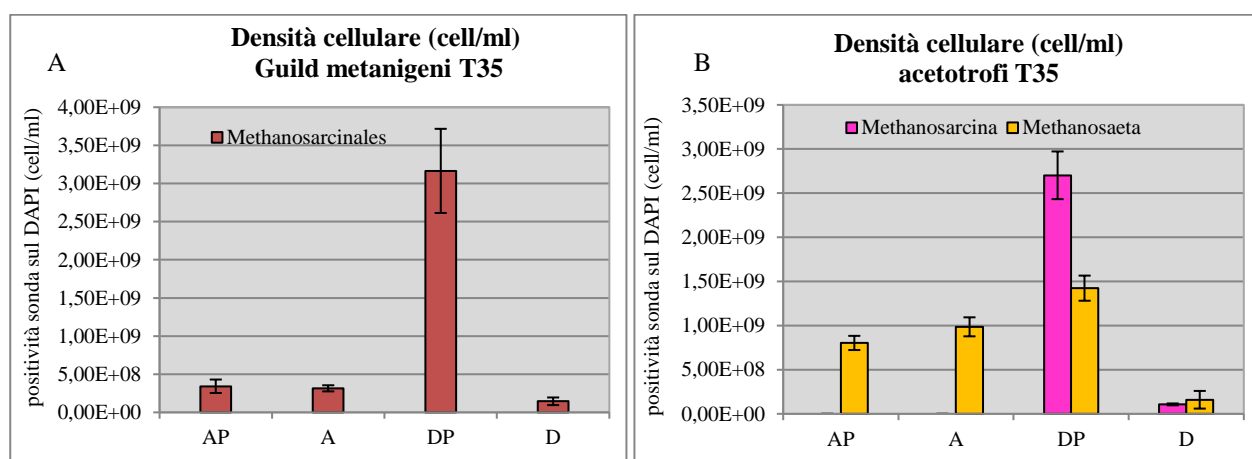 A
Densità cellulare (cell/ml)
Guild metanigeni T35
positività sonda sul DAPI (cell/ml)
4,00E+09
3,50E+09
3,00E+09
2,50E+09
2,00E+09
1,50E+09
1,00E+09
5,00E+08
0,00E+00
Methanosarcinales
AP A DP D
B
Densità cellulare (cell/ml)
acetotrofi T35
positività sonda sul DAPI (cell/ml)
3,50E+09
3,00E+09
2,50E+09
2,00E+09
1,50E+09
1,00E+09
5,00E+08
0,00E+00
Methanosarcina Methanosaeta
AP A DP D